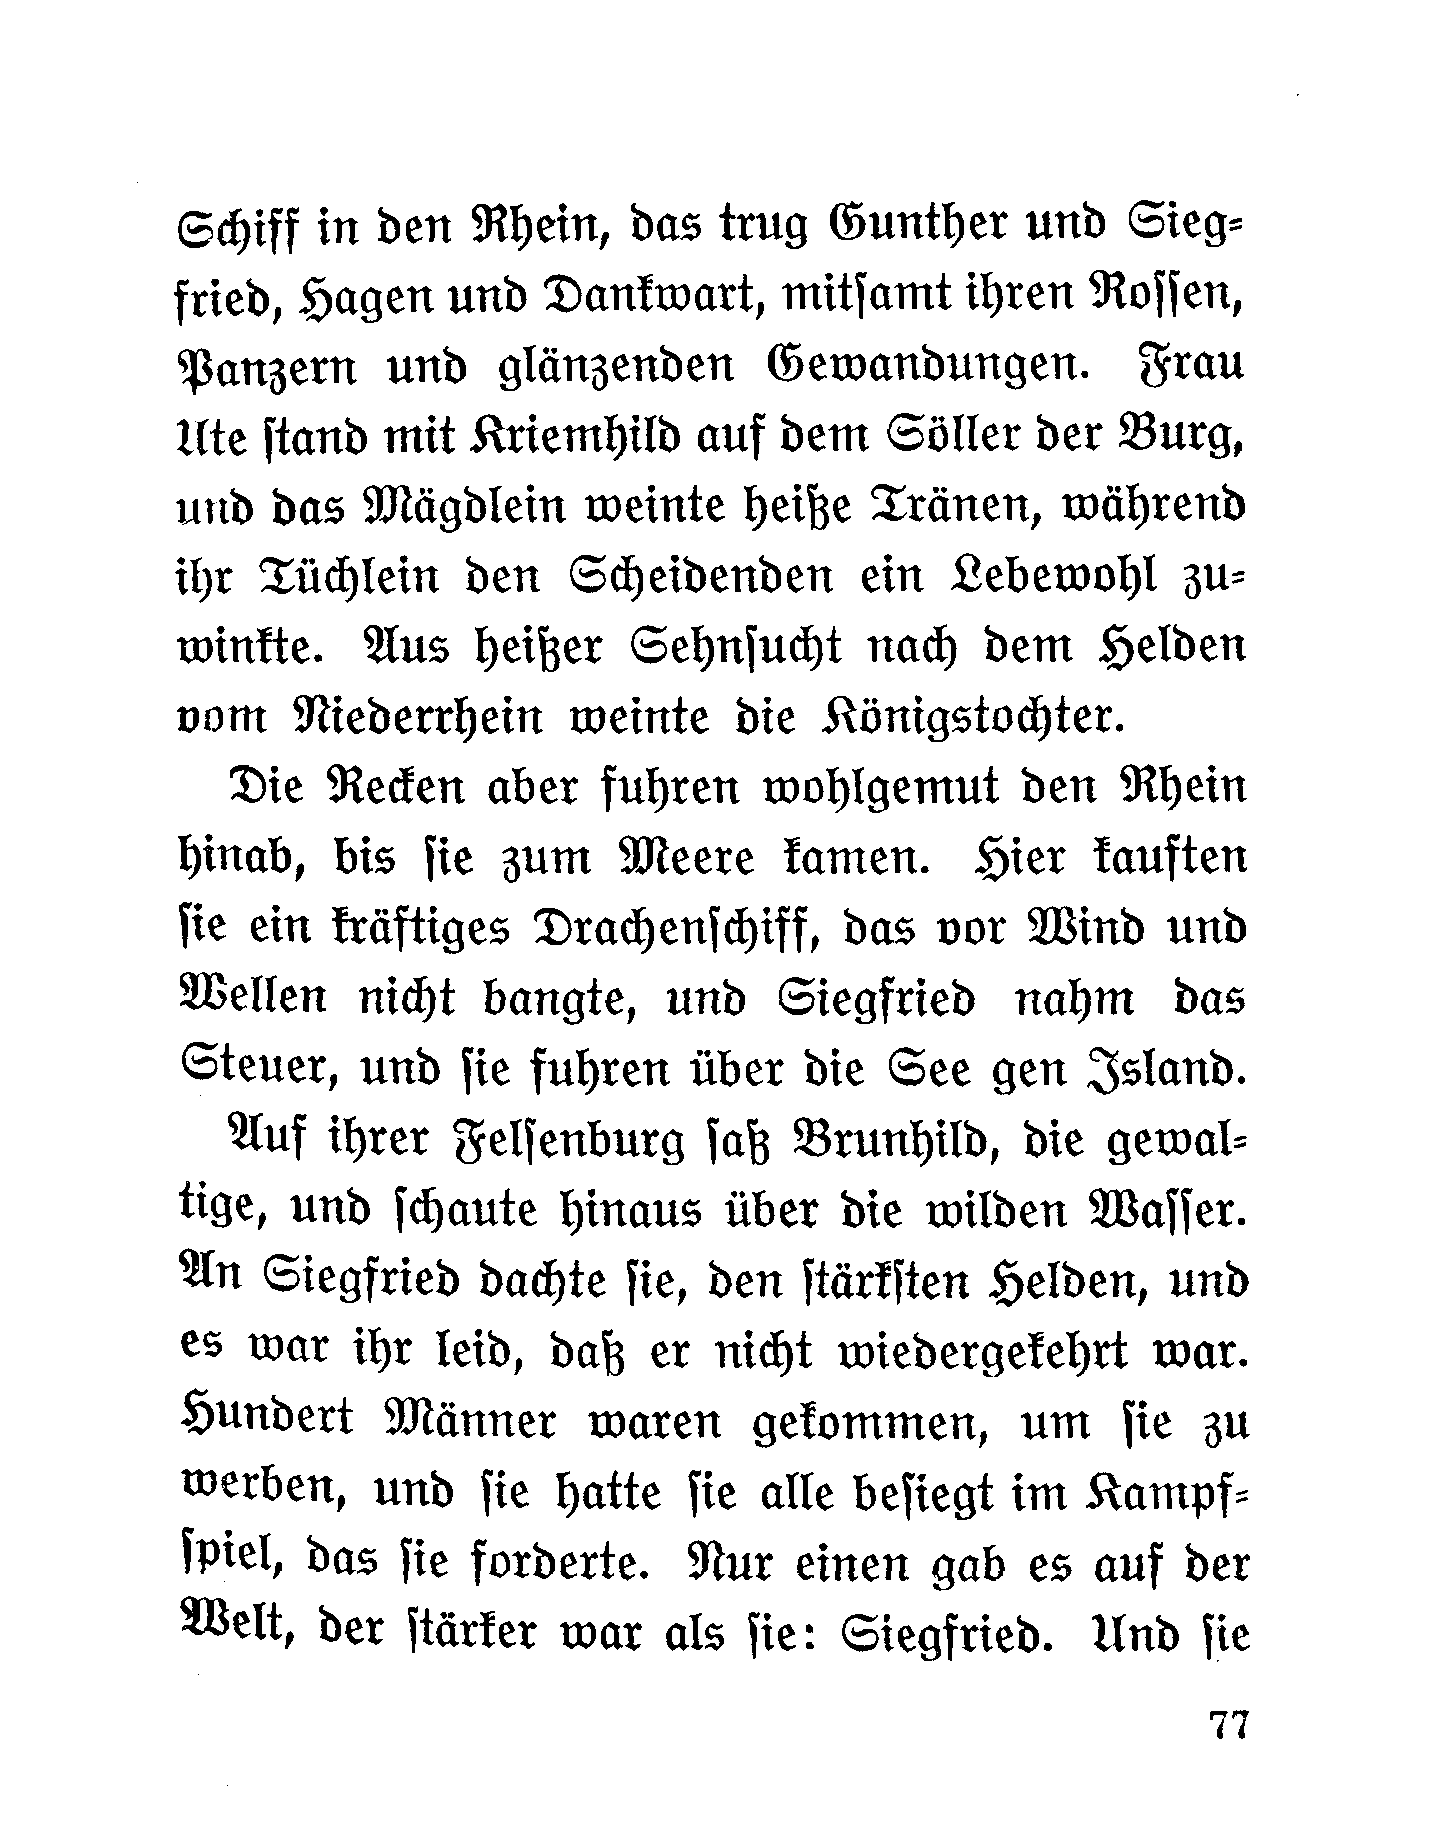 Schiff in den Rhein, das trug Gunther und Sieg-
fried, Hagen und Dankwart, mitsamt ihren Rossen,
Panzern und glänzenden Gewandungen. Frau
Ute stand mit Kriemhild auf dem Söller der Burg,
und das Mägdlein weinte heiße Tränen, während
ihr Tüchlein den Scheidenden ein Lebewohl zu-
winkte. Aus heißer Sehnsucht nach dem Helden
vom Niederrhein weinte die Königstochter.
Die Recken aber fuhren wohlgemut den Rhein
hinab, bis sie zum Meere kamen. Hier kauften
sie ein kräftiges Drachenschiff, das vor Wind und
Wellen nicht bangte, und Siegfried nahm das
Steuer, und sie fuhren über die See gen Island.
Auf ihrer Felsenburg saß Brunhild, die gewal-
tige, und schaute hinaus über die wilden Wasser.
An Siegfried dachte sie, den stärksten Helden, und
es war ihr leid, daß er nicht wiedergekehrt war.
Hundert Männer waren gekommen, um sie zu
werben, und sie hatte sie alle besiegt im Kampf-
spiel, das sie forderte. Nur einen gab es auf der
Welt, der stärker war als sie: Siegfried. Und sie
77